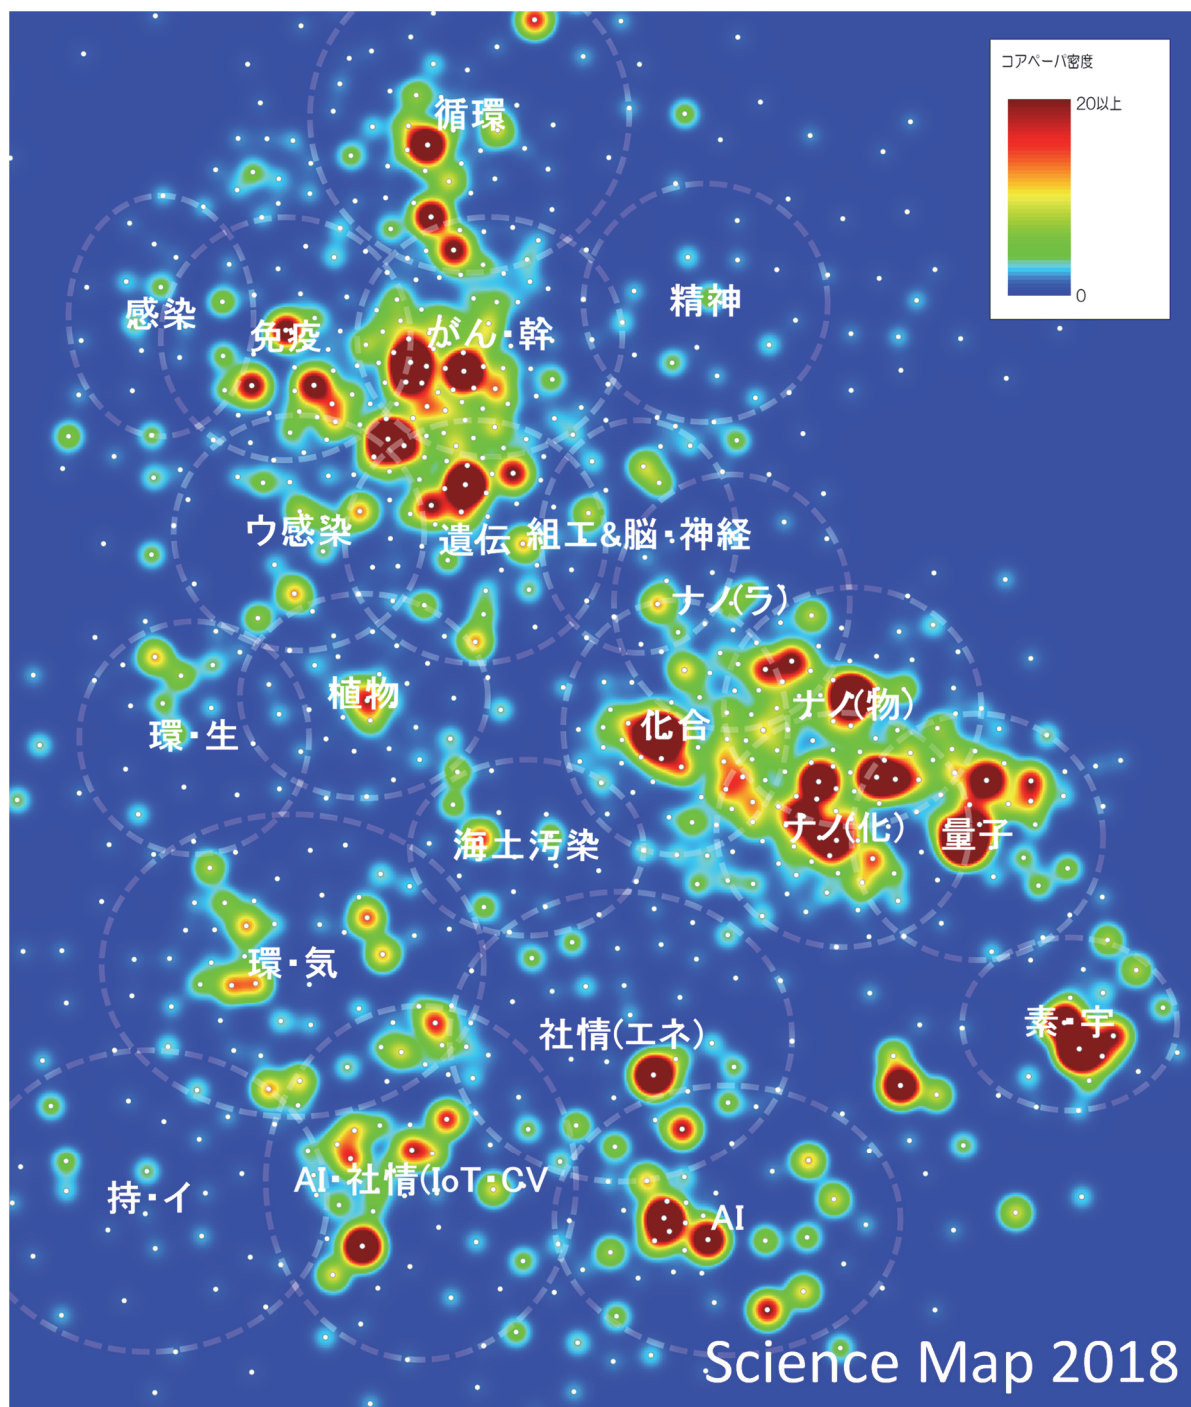 コアペーパ密度
20以上
0
循環
感染
免疫
がん・幹
精神
ウ感染
遺伝
組工&脳・神経
ナノ(ラ)
植物
環・生
化合
ナノ(物)
海土汚染
ナノ(化)
量子
環・気
社情(エネ)
素・宇
持・イ
AI・社情(IoT・CV
AI
Science Map 2018